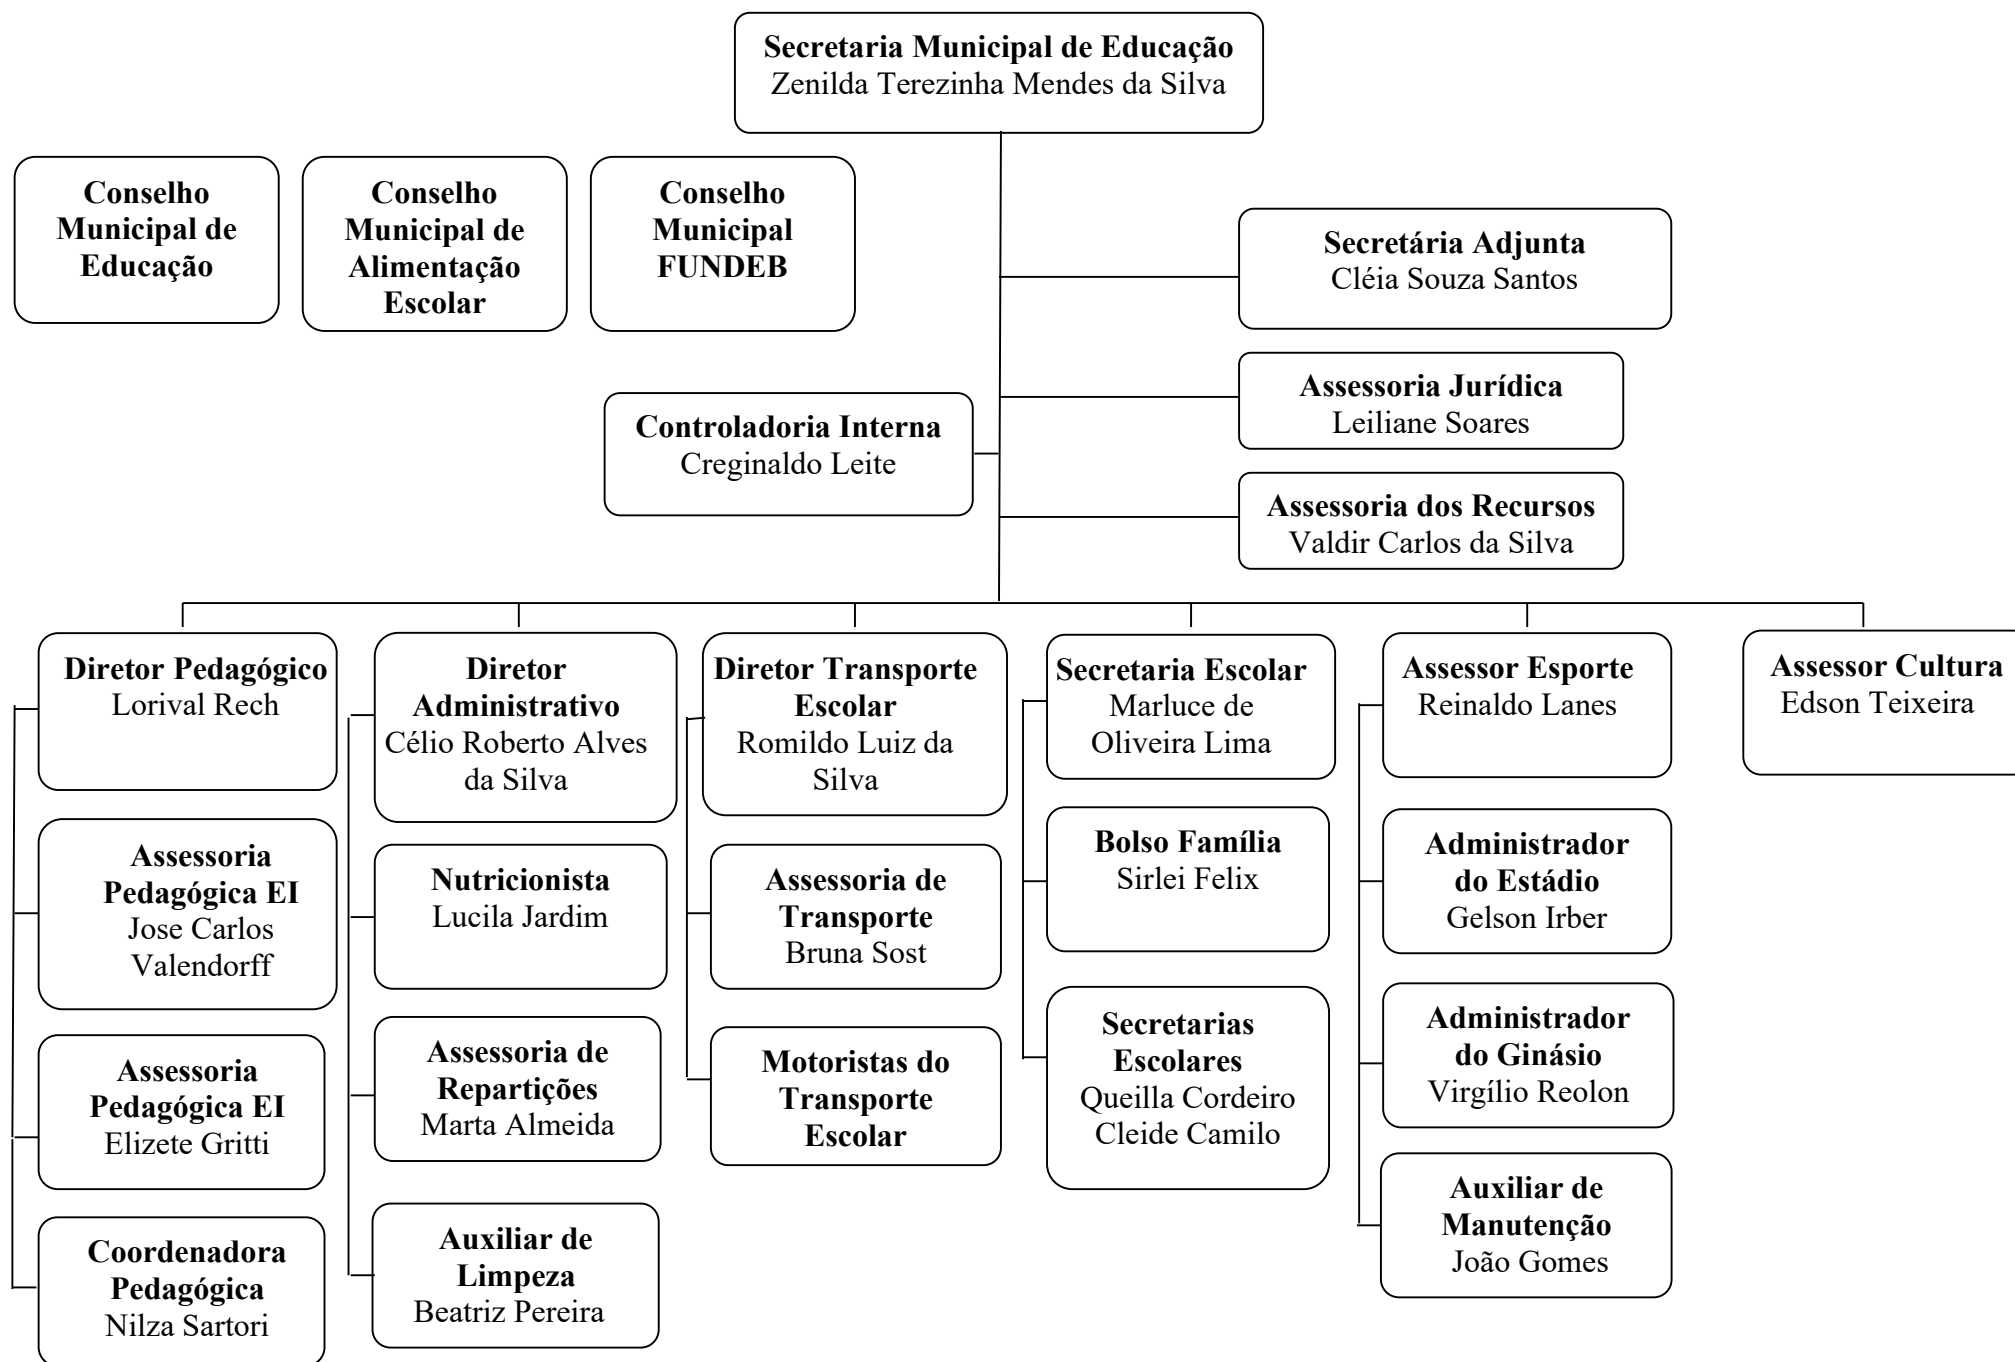 Secretaria Municipal de Educação
Zenilda Terezinha Mendes da Silva
Conselho
Municipal de
Educação
Conselho
Municipal de
Alimentação
Escolar
Conselho
Municipal
FUNDEB
Secretária Adjunta
Cléia Souza Santos
Assessoria Jurídica
Leiliane Soares
Controladoria Interna
Creginaldo Leite
Assessoria dos Recursos
Valdir Carlos da Silva
Diretor Pedagógico
Lorival Rech
Diretor
Administrativo
Célio Roberto Alves
da Silva
Diretor Transporte
Escolar
Romildo Luiz da
Silva
Secretaria Escolar
Marluce de
Oliveira Lima
Assessor Esporte
Reinaldo Lanes
Assessor Cultura
Edson Teixeira
Assessoria
Pedagógica EI
Jose Carlos
Valendorff
Nutricionista
Lucila Jardim
Assessoria de
Transporte
Bruna Sost
Bolso Família
Sirlei Felix
Administrador
do Estádio
Gelson Irber
Assessoria
Pedagógica EI
Elizete Gritti
Assessoria de
Repartições
Marta Almeida
Motoristas do
Transporte
Escolar
Secretarias
Escolares
Queilla Cordeiro
Cleide Camilo
Administrador
do Ginásio
Virgílio Reolon
Coordenadora
Pedagógica
Nilza Sartori
Auxiliar de
Limpeza
Beatriz Pereira
Auxiliar de
Manutenção
João Gomes